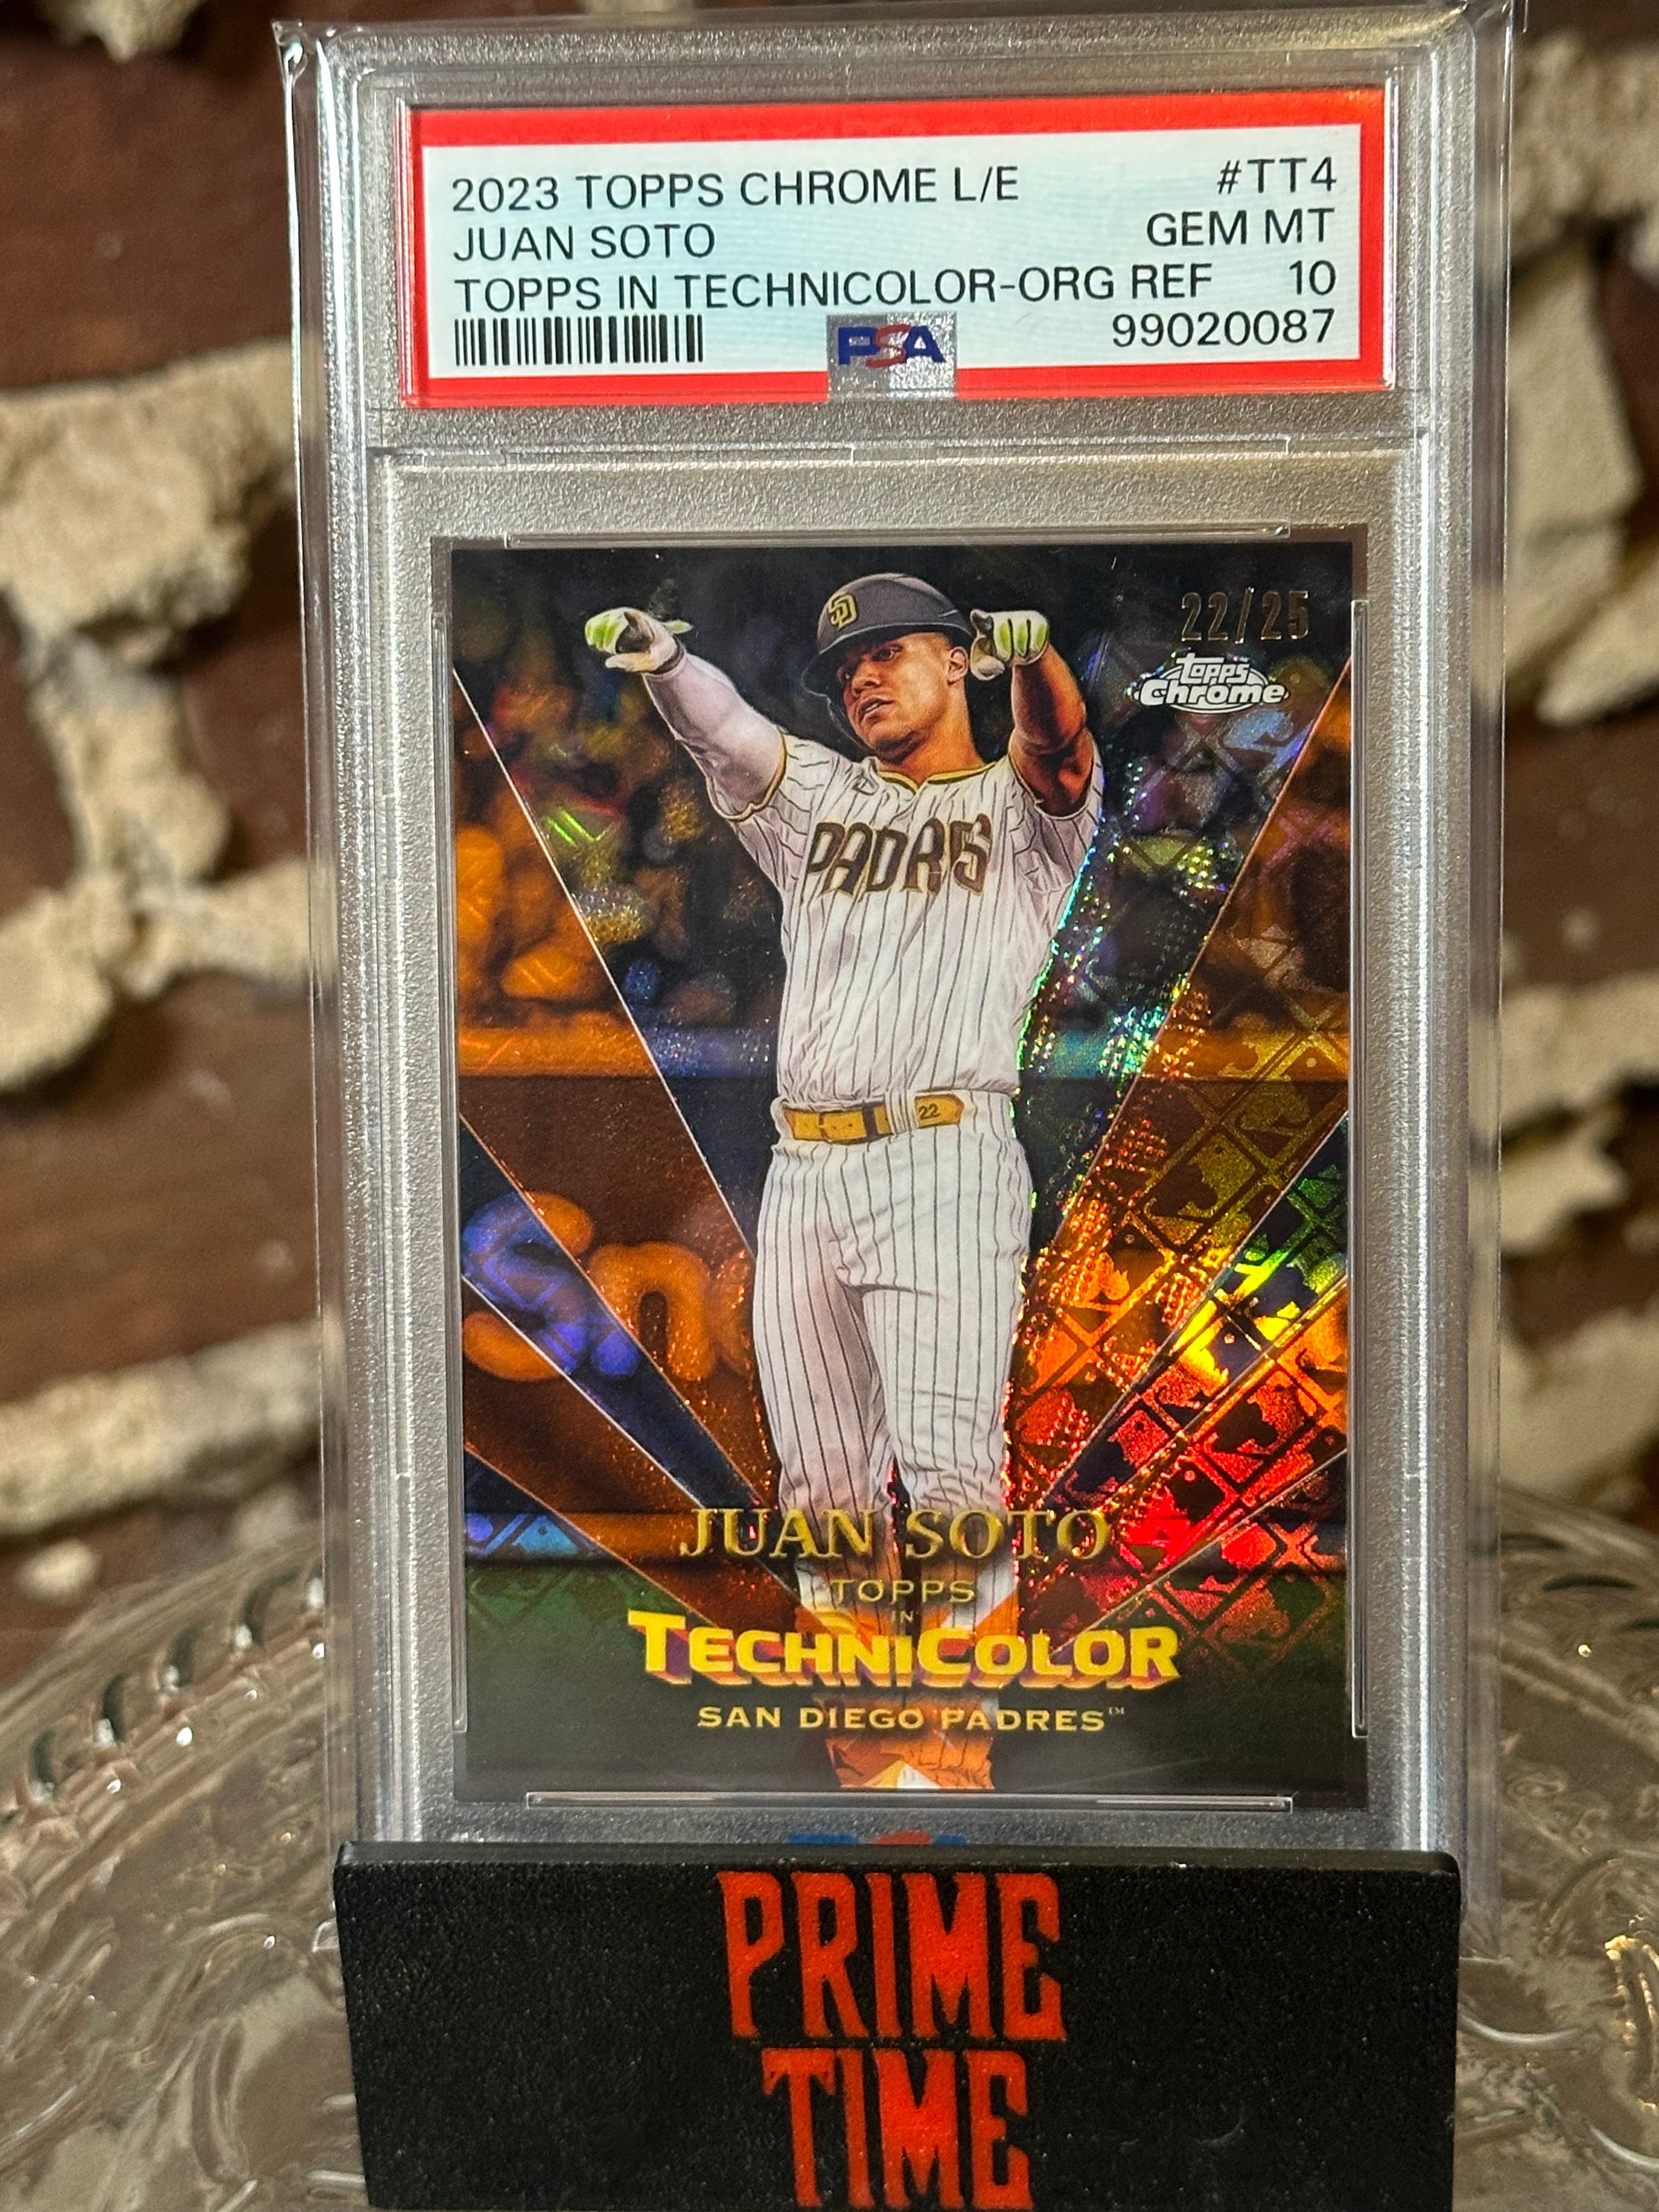 2023 TOPPS CHROME L/E #TT4
JUAN SOTO GEM MT
TOPPS IN TECHNICOLOR-ORG REF 10
PSA 99020087
SD
22/25
topps
Chrome
PADRES
22
JUAN SOTO
TOPPS
IN
TECHNICOLOR
SAN DIEGO PADRES™
PRIME
TIME